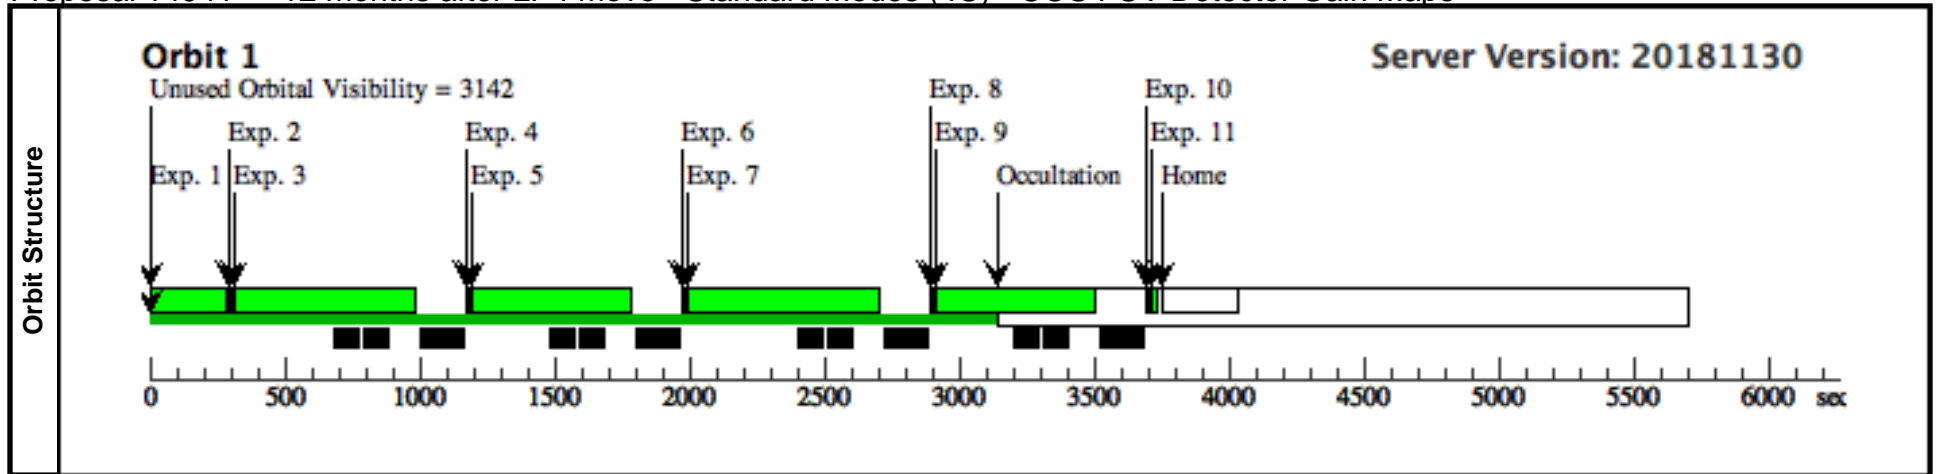 Orbit Structure
Orbit 1
Server Version: 20181130
Unused Orbital Visibility = 3142
Exp. 8
Exp. 10
Exp. 2
Exp. 4
Exp. 6
Exp. 9
Exp. 11
Exp. 1
Exp. 3
Exp. 5
Exp. 7
Occultation
Home
0 500 1000 1500 2000 2500 3000 3500 4000 4500 5000 5500 6000 sec